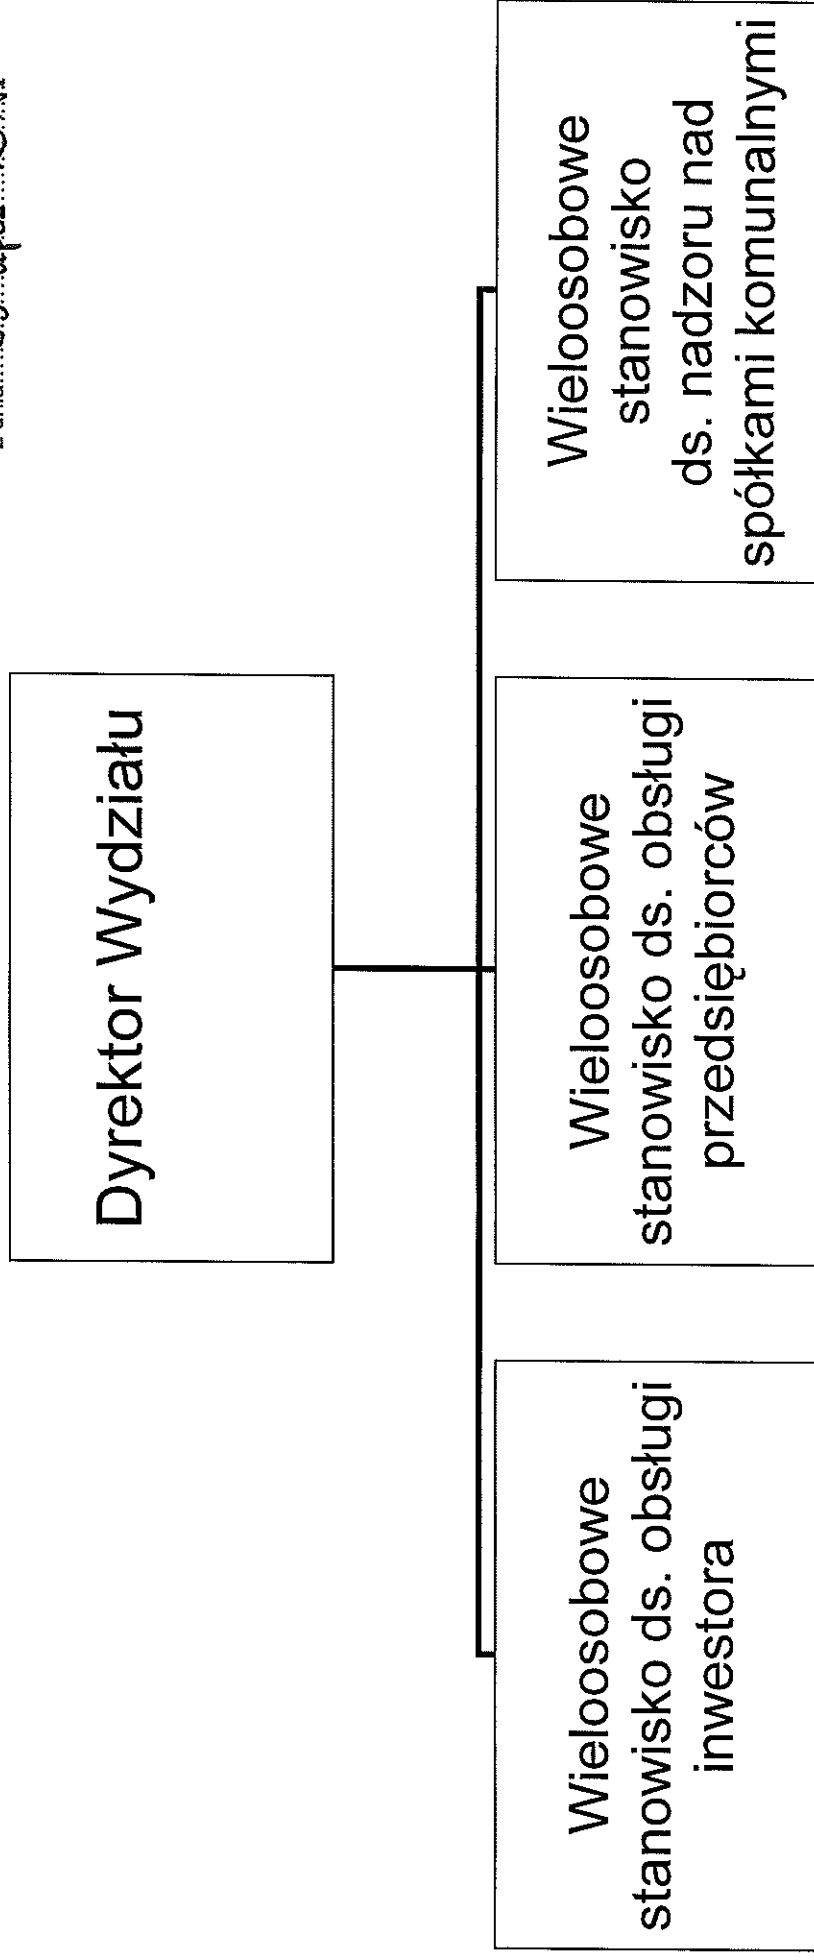 Dyrektor Wydziału
Wieloosobowe
stanowisko ds. obsługi
inwestora
Wieloosobowe
stanowisko ds. obsługi
przedsiębiorców
Wieloosobowe
stanowisko
ds. nadzoru nad
spółkami komunalnymi